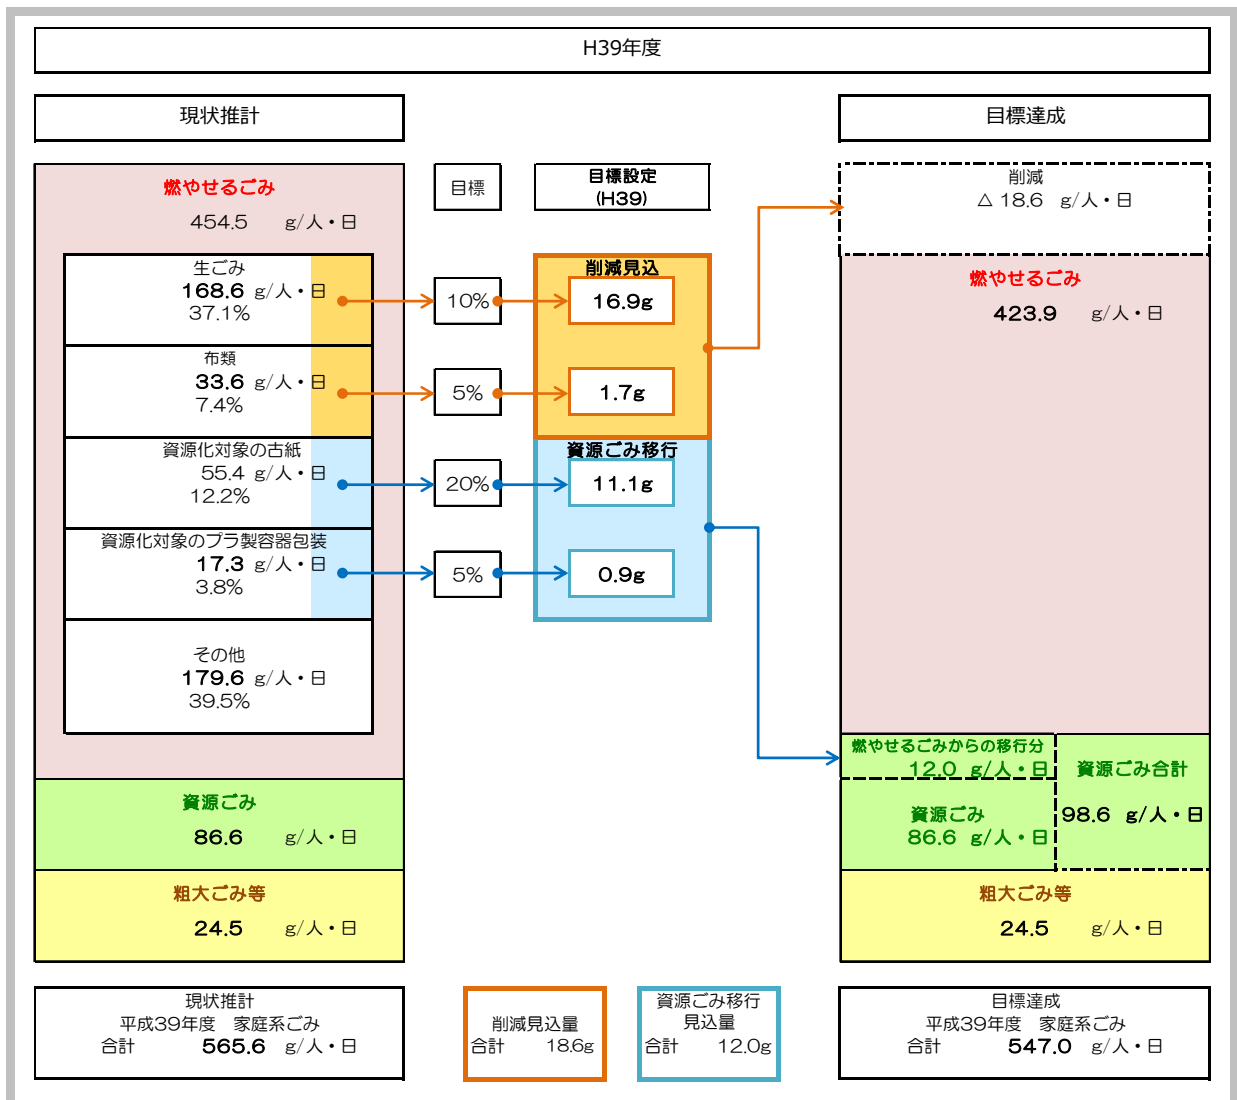 H39年度
現状推計
目標達成
燃やせるごみ
454.5 g/人・日
目標
目標設定
(H39)
削減
△ 18.6 g/人・日
生ごみ
168.6 g/人・日
37.1%
10%
削減見込
16.9g
燃やせるごみ
423.9 g/人・日
布類
33.6 g/人・日
7.4%
5%
1.7g
資源化対象の古紙
55.4 g/人・日
12.2%
20%
資源ごみ移行
11.1g
資源化対象のプラ製容器包装
17.3 g/人・日
3.8%
5%
0.9g
その他
179.6 g/人・日
39.5%
燃やせるごみからの移行分
12.0 g/人・日
資源ごみ合計
98.6 g/人・日
資源ごみ
86.6 g/人・日
資源ごみ
86.6 g/人・日
粗大ごみ等
24.5 g/人・日
粗大ごみ等
24.5 g/人・日
現状推計
平成39年度 家庭系ごみ
合計 565.6 g/人・日
削減見込量
合計 18.6g
資源ごみ移行
見込量
合計 12.0g
目標達成
平成39年度 家庭系ごみ
合計 547.0 g/人・日